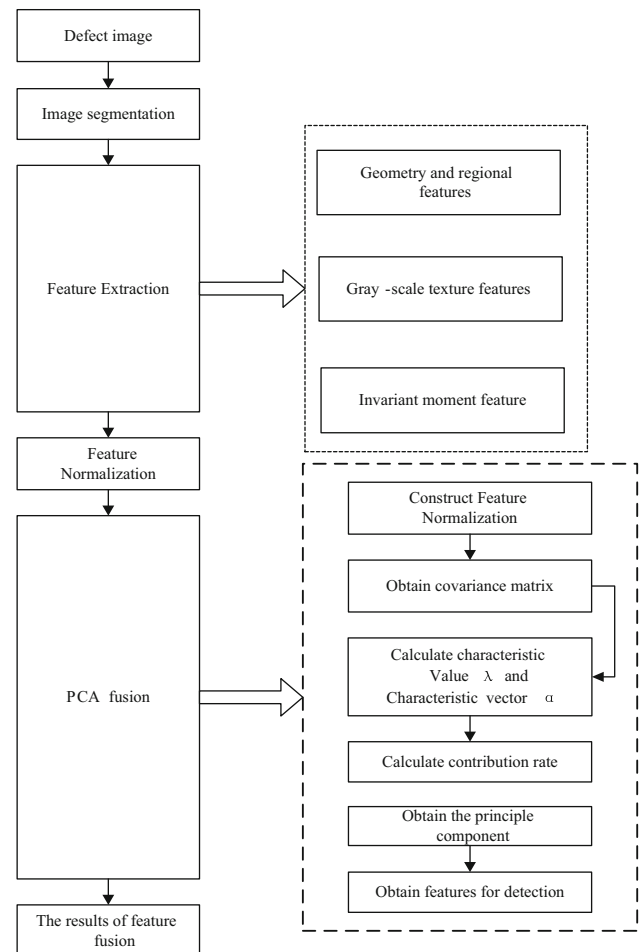 Defect image
Image segmentation
Feature Extraction
Geometry and regional
features
Gray -scale texture features
Invariant moment feature
Feature
Normalization
PCA fusion
Construct Feature
Normalization
Obtain covariance matrix
Calculate characteristic
Value λ and
Characteristic vector α
Calculate contribution rate
Obtain the principle
component
Obtain features for detection
The results of feature
fusion